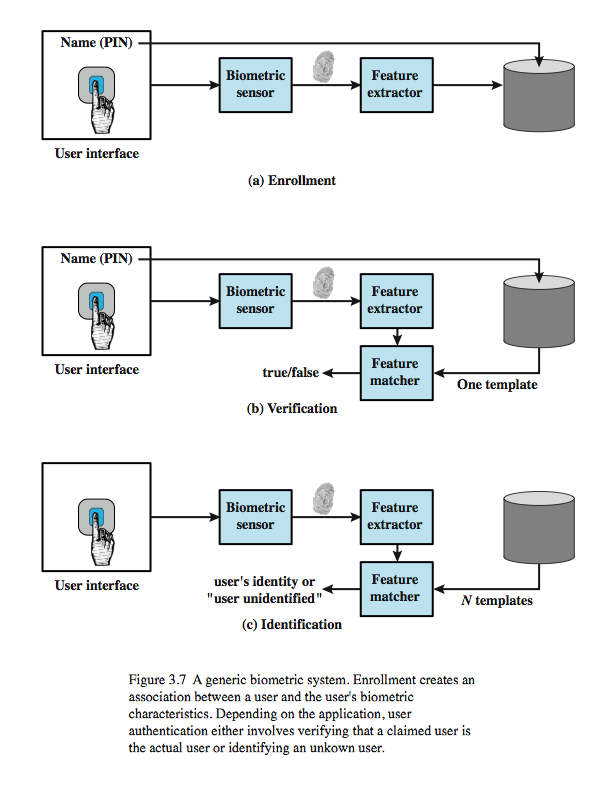 Name (PIN)
Biometric
sensor
Feature
extractor
User interface
(a) Enrollment
Name (PIN)
Biometric
sensor
Feature
extractor
User interface
true/false
Feature
matcher
One template
(b) Verification
Biometric
sensor
Feature
extractor
User interface
user's identity or
"user unidentified"
Feature
matcher
N templates
(c) Identification
Figure 3.7 A generic biometric system. Enrollment creates an
association between a user and the user's biometric
characteristics. Depending on the application, user
authentication either involves verifying that a claimed user is
the actual user or identifying an unkown user.